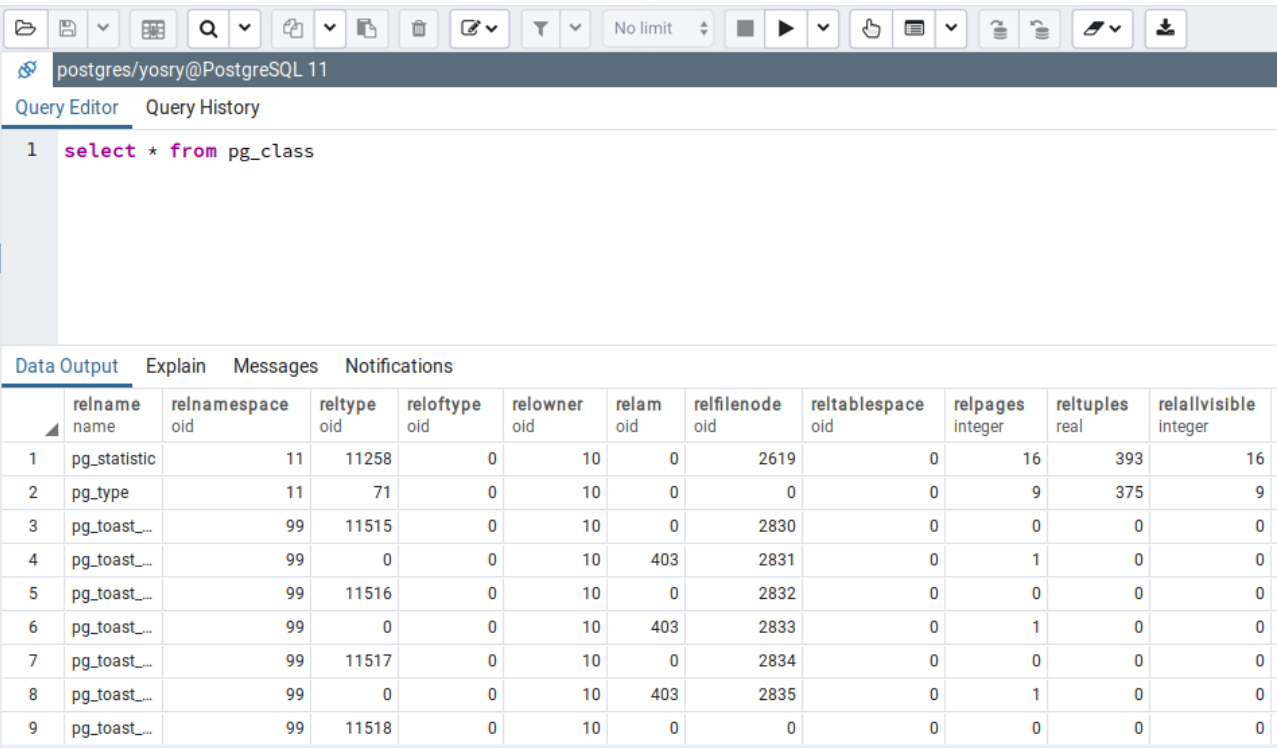 No limit
postgres/yosry@PostgreSQL 11
Query Editor Query History
1 select * from pg_class
Data Output Explain Messages Notifications
relname relnamespace reltype reloftype relowner relam relfilenode reltablespace relpages reltuples relallvisible
name oid oid oid oid oid oid oid integer real integer
1 pg_statistic 11 11258 0 10 0 2619 0 16 393 16
2 pg_type 11 71 0 10 0 0 0 9 375 9
3 pg_toast_... 99 11515 0 10 0 2830 0 0 0 0
4 pg_toast_... 99 0 0 10 403 2831 0 1 0 0
5 pg_toast_... 99 11516 0 10 0 2832 0 0 0 0
6 pg_toast_... 99 0 0 10 403 2833 0 1 0 0
7 pg_toast_... 99 11517 0 10 0 2834 0 0 0 0
8 pg_toast_... 99 0 0 10 403 2835 0 1 0 0
9 pg_toast_... 99 11518 0 10 0 0 0 0 0 0